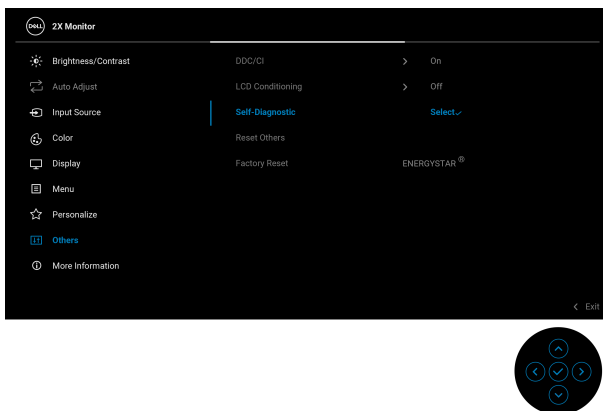 DELL 2X Monitor
Brightness/Contrast DDC/CI On
Auto Adjust LCD Conditioning Off
Input Source Self-Diagnostic Select
Color Reset Others
Display Factory Reset ENERGYSTAR ®
Menu
Personalize
Others
More Information
Exit